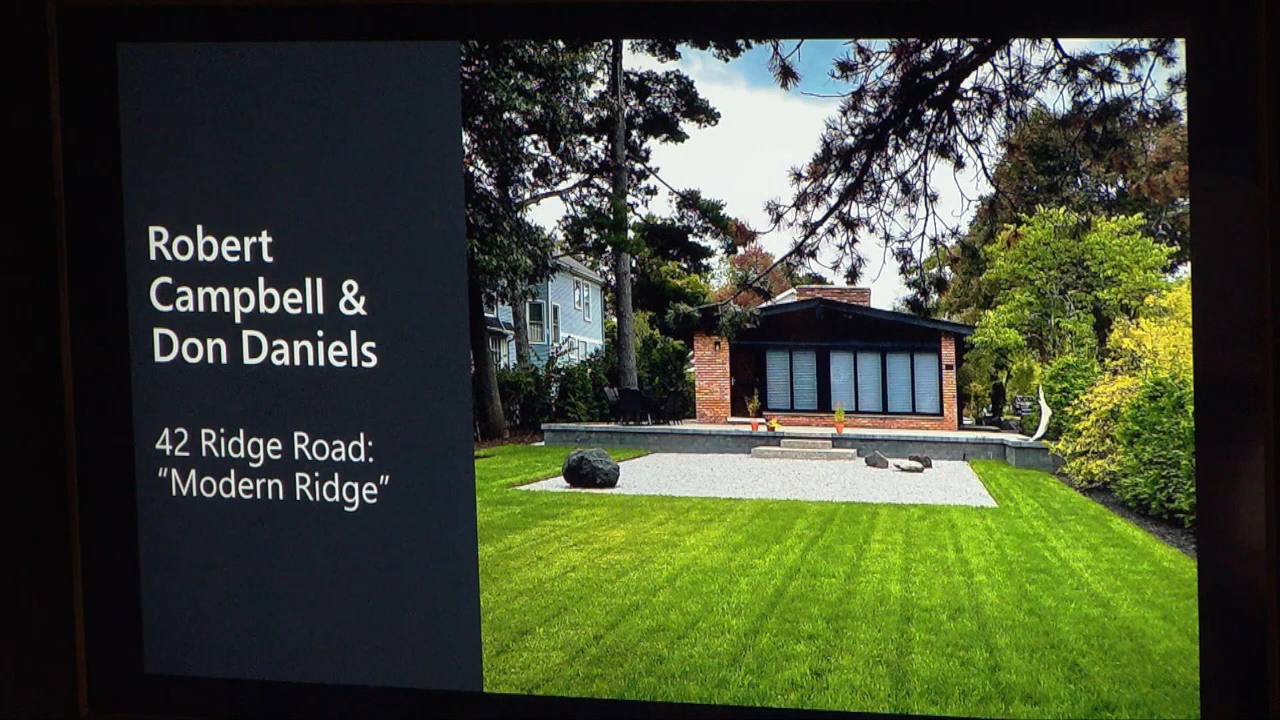 Robert
Campbell &
Don Daniels
42 Ridge Road:
“Modern Ridge”